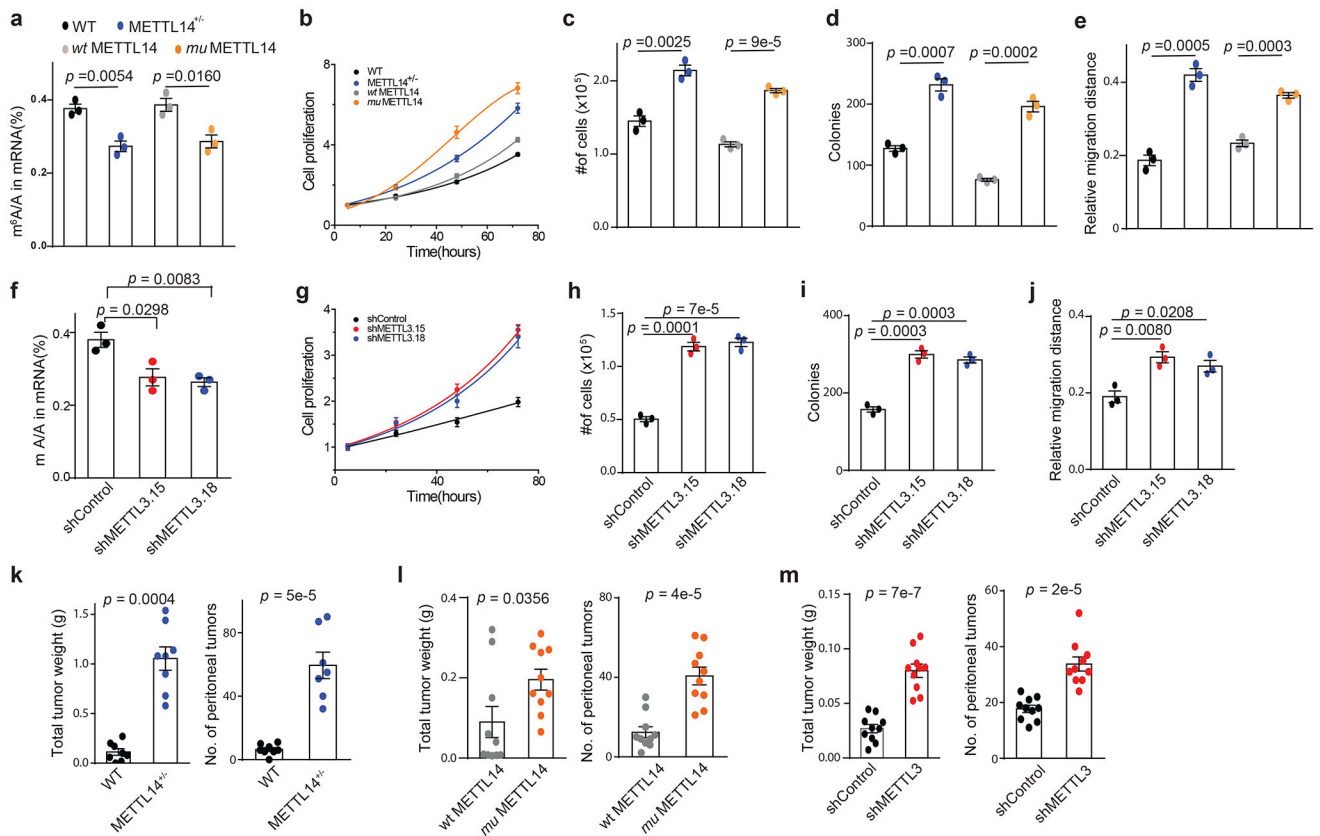 a
WT METTL14+/-
wt METTL14 mu METTL14
p =0.0054 p =0.0160
m6A/A in mRNA(%)
0.4
0.2
0.0
b
WT
METTL14+/-
wt METTL14
mu METTL14
Cell proliferation
8
4
2
0
0 20 40 60 80
Time(hours)
c
p = 0.0025 p = 9e-5
#of cells (x105)
2.0
1.0
0.0
d
p =0.0007 p =0.0002
Colonies
300
200
100
0
e
p =0.0005 p =0.0003
Relative migration distance
0.4
0.2
0
f
p = 0.0083
p = 0.0298
m A/A in mRNA(%)
0.4
0.2
0.0
shControl
shMETTL3.15
shMETTL3.18
g
shControl
shMETTL3.15
shMETTL3.18
Cell proliferation
4
3
2
1
0 40 80
Time(hours)
h
p = 7e-5
p = 0.0001
#of cells (x105)
1.5
1.0
0.5
0.0
shControl
shMETTL3.15
shMETTL3.18
i
p = 0.0003
p = 0.0003
Colonies
400
200
0
shControl
shMETTL3.15
shMETTL3.18
j
p = 0.0208
p = 0.0080
Relative migration distance
0.4
0.2
0.0
shControl
shMETTL3.15
shMETTL3.18
k
p = 0.0004
Total tumor weight (g)
1.5
1.0
0.5
0.0
WT
METTL14+/-
p = 5e-5
No. of peritoneal tumors
80
40
0
WT
METTL14+/-
l
p = 0.0356
Total tumor weight (g)
0.4
0.2
0.0
wt METTL14
mu METTL14
p = 4e-5
No. of peritoneal tumors
80
60
40
20
0
wt METTL14
mu METTL14
m
p = 7e-7
Total tumor weight (g)
0.15
0.10
0.05
0.00
shControl
shMETTL3
p = 2e-5
No. of peritoneal tumors
60
40
20
0
shControl
shMETTL3